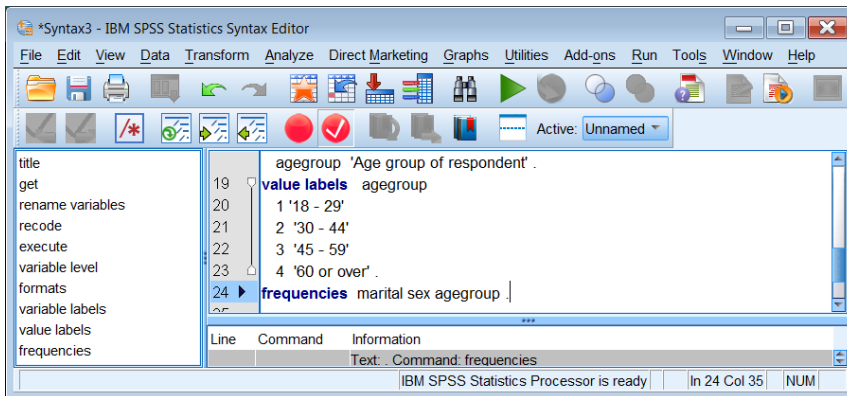 *Syntax3 - IBM SPSS Statistics Syntax Editor
File Edit View Data Transform Analyze Direct Marketing Graphs Utilities Add-ons Run Tools Window Help
/* Active: Unnamed
title
get
rename variables
recode
execute
variable level
formats
variable labels
value labels
frequencies
agegroup 'Age group of respondent' .
19 value labels agegroup
20 1 '18 - 29'
21 2 '30 - 44'
22 3 '45 - 59'
23 4 '60 or over' .
24 frequencies marital sex agegroup .
Line Command Information
Text: . Command: frequencies
IBM SPSS Statistics Processor is ready In 24 Col 35 NUM